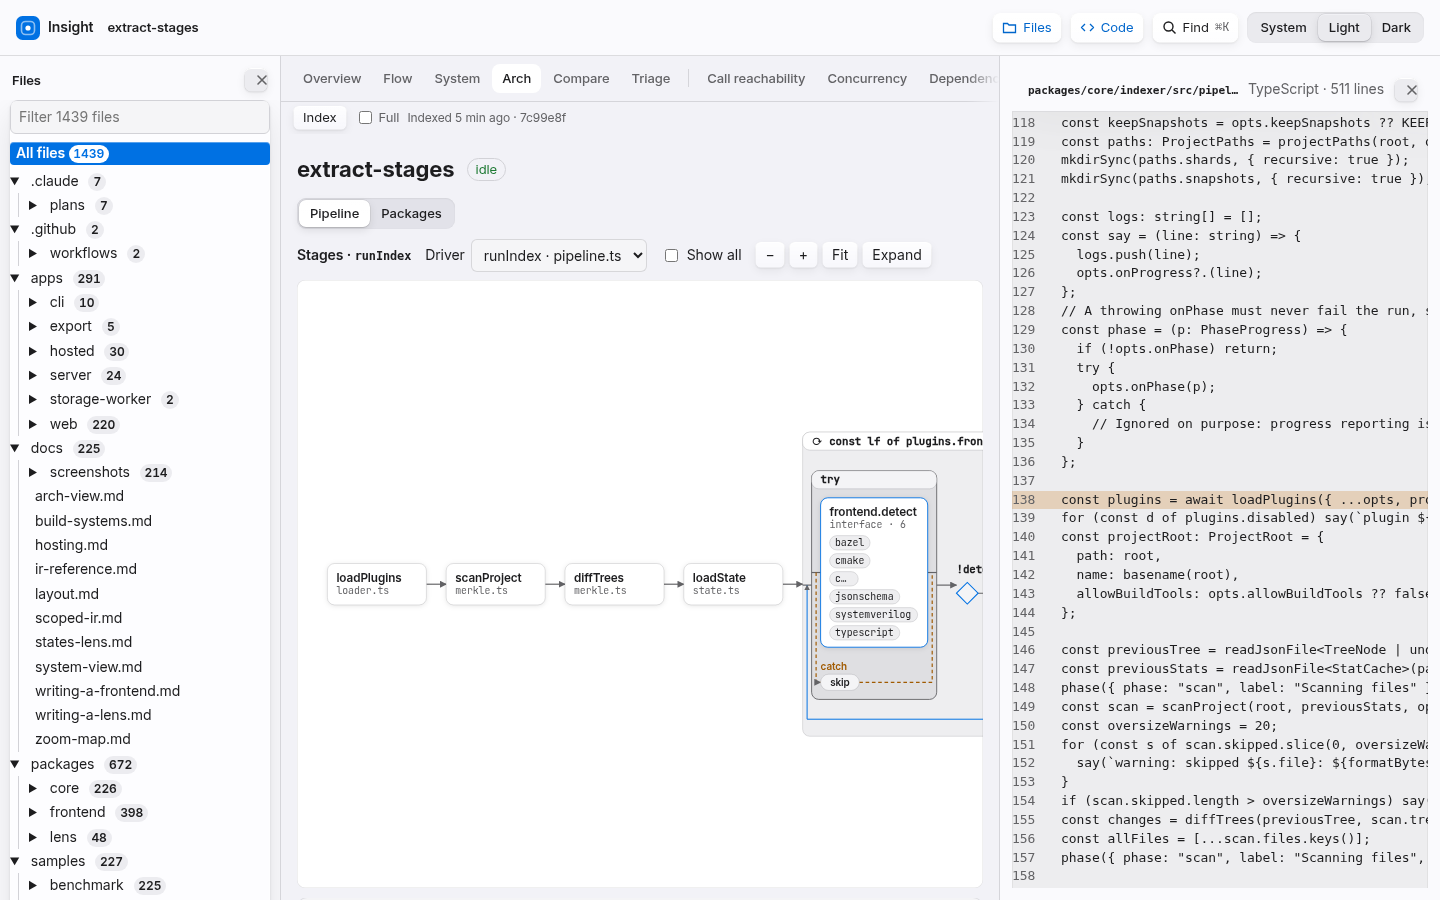 Insight extract-stages
Files Code Find ⌘K System Light Dark
Files
Filter 1439 files
All files 1439
.claude 7
plans 7
.github 2
workflows 2
apps 291
cli 10
export 5
hosted 30
server 24
storage-worker 2
web 220
docs 225
screenshots 214
arch-view.md
build-systems.md
hosting.md
ir-reference.md
layout.md
scoped-ir.md
states-lens.md
system-view.md
writing-a-frontend.md
writing-a-lens.md
zoom-map.md
packages 672
core 226
frontend 398
lens 48
samples 227
benchmark 225
Overview Flow System Arch Compare Triage Call reachability Concurrency Dependenc
Index Full Indexed 5 min ago · 7c99e8f
extract-stages idle
Pipeline Packages
Stages · runIndex Driver runIndex · pipeline.ts Show all − + Fit Expand
const lf of plugins.fron
try
frontend.detect
interface · 6
bazel
cmake
c…
jsonschema
systemverilog
typescript
catch
skip
loadPlugins
loader.ts
scanProject
merkle.ts
diffTrees
merkle.ts
loadState
state.ts
!dete
packages/core/indexer/src/pipel… TypeScript · 511 lines
118 const keepSnapshots = opts.keepSnapshots ?? KEEP
119 const paths: ProjectPaths = projectPaths(root, o
120 mkdirSync(paths.shards, { recursive: true });
121 mkdirSync(paths.snapshots, { recursive: true })
122
123 const logs: string[] = [];
124 const say = (line: string) => {
125 logs.push(line);
126 opts.onProgress?.(line);
127 };
128 // A throwing onPhase must never fail the run, s
129 const phase = (p: PhaseProgress) => {
130 if (!opts.onPhase) return;
131 try {
132 opts.onPhase(p);
133 } catch {
134 // Ignored on purpose: progress reporting is
135 }
136 };
137
138 const plugins = await loadPlugins({ ...opts, pro
139 for (const d of plugins.disabled) say(`plugin ${
140 const projectRoot: ProjectRoot = {
141 path: root,
142 name: basename(root),
143 allowBuildTools: opts.allowBuildTools ?? false
144 };
145
146 const previousTree = readJsonFile<TreeNode | und
147 const previousStats = readJsonFile<StatCache>(pa
148 phase({ phase: "scan", label: "Scanning files" }
149 const scan = scanProject(root, previousStats, op
150 const oversizeWarnings = 20;
151 for (const s of scan.skipped.slice(0, oversizeWa
152 say(`warning: skipped ${s.file}: ${formatBytes
153 }
154 if (scan.skipped.length > oversizeWarnings) say(
155 const changes = diffTrees(previousTree, scan.tre
156 const allFiles = [...scan.files.keys()];
157 phase({ phase: "scan", label: "Scanning files",
158